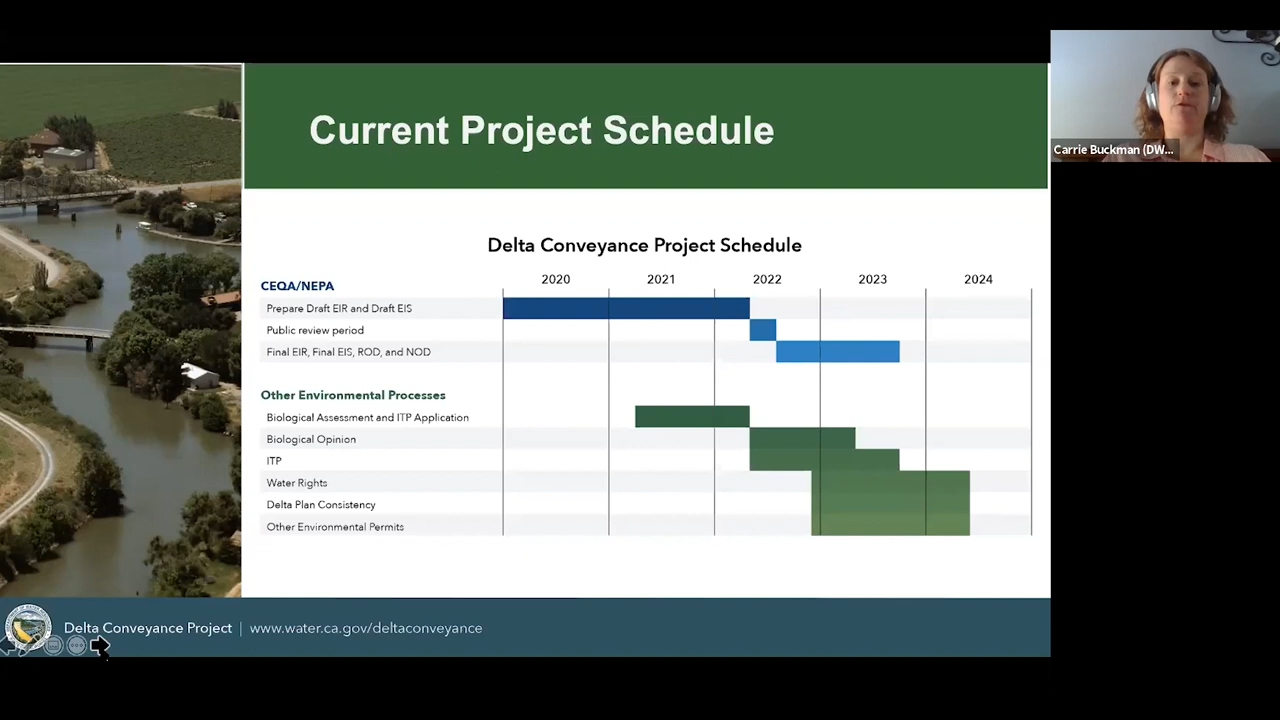 Current Project Schedule
Carrie Buckman (DW...
Delta Conveyance Project Schedule
2020 2021 2022 2023 2024
CEQA/NEPA
Prepare Draft EIR and Draft EIS
Public review period
Final EIR, Final EIS, ROD, and NOD
Other Environmental Processes
Biological Assessment and ITP Application
Biological Opinion
ITP
Water Rights
Delta Plan Consistency
Other Environmental Permits
Delta Conveyance Project | www.water.ca.gov/deltaconveyance